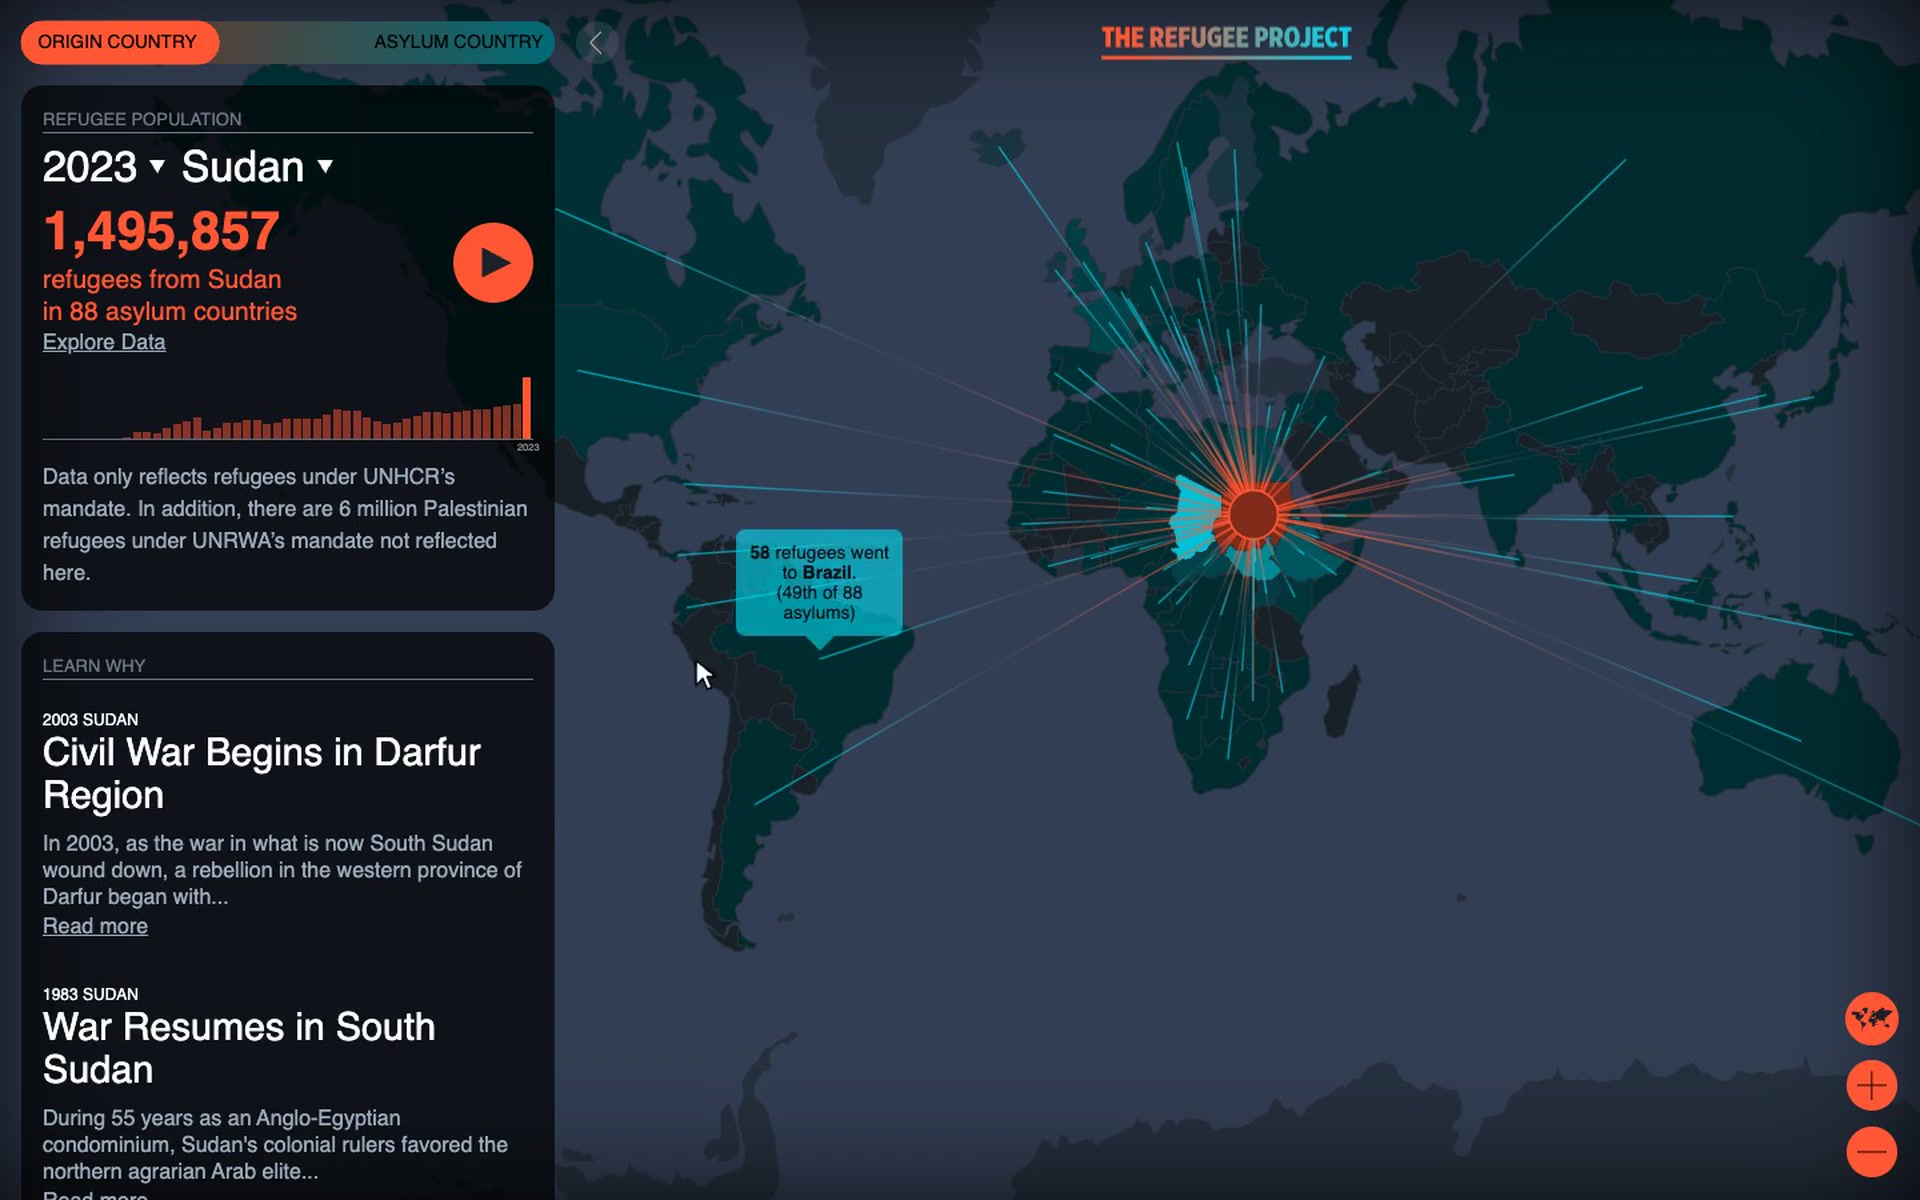 ORIGIN COUNTRY
ASYLUM COUNTRY
THE REFUGEE PROJECT
REFUGEE POPULATION
2023 ▼ Sudan ▼
1,495,857
refugees from Sudan
in 88 asylum countries
Explore Data
2023
Data only reflects refugees under UNHCR’s
mandate. In addition, there are 6 million Palestinian
refugees under UNRWA’s mandate not reflected
here.
58 refugees went
to Brazil.
(49th of 88
asylums)
LEARN WHY
2003 SUDAN
Civil War Begins in Darfur
Region
In 2003, as the war in what is now South Sudan
wound down, a rebellion in the western province of
Darfur began with...
Read more
1983 SUDAN
War Resumes in South
Sudan
During 55 years as an Anglo-Egyptian
condominium, Sudan's colonial rulers favored the
northern agrarian Arab elite...
Read more